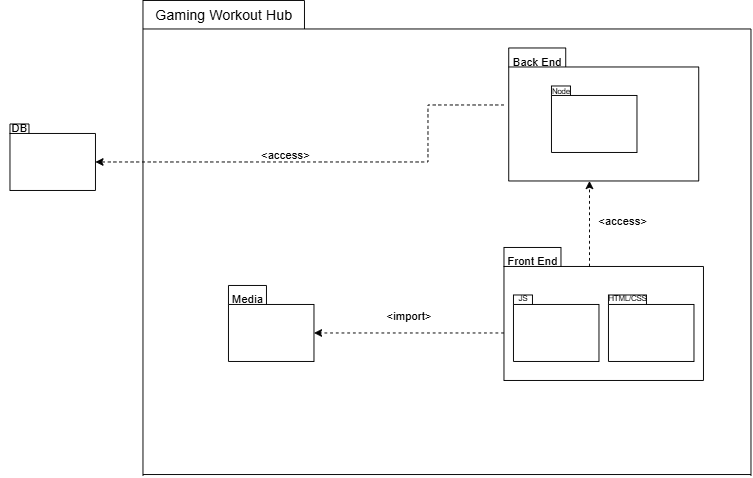 Gaming Workout Hub
Back End
Node
DB
<access>
<access>
Front End
JS
HTML/CSS
Media
<import>